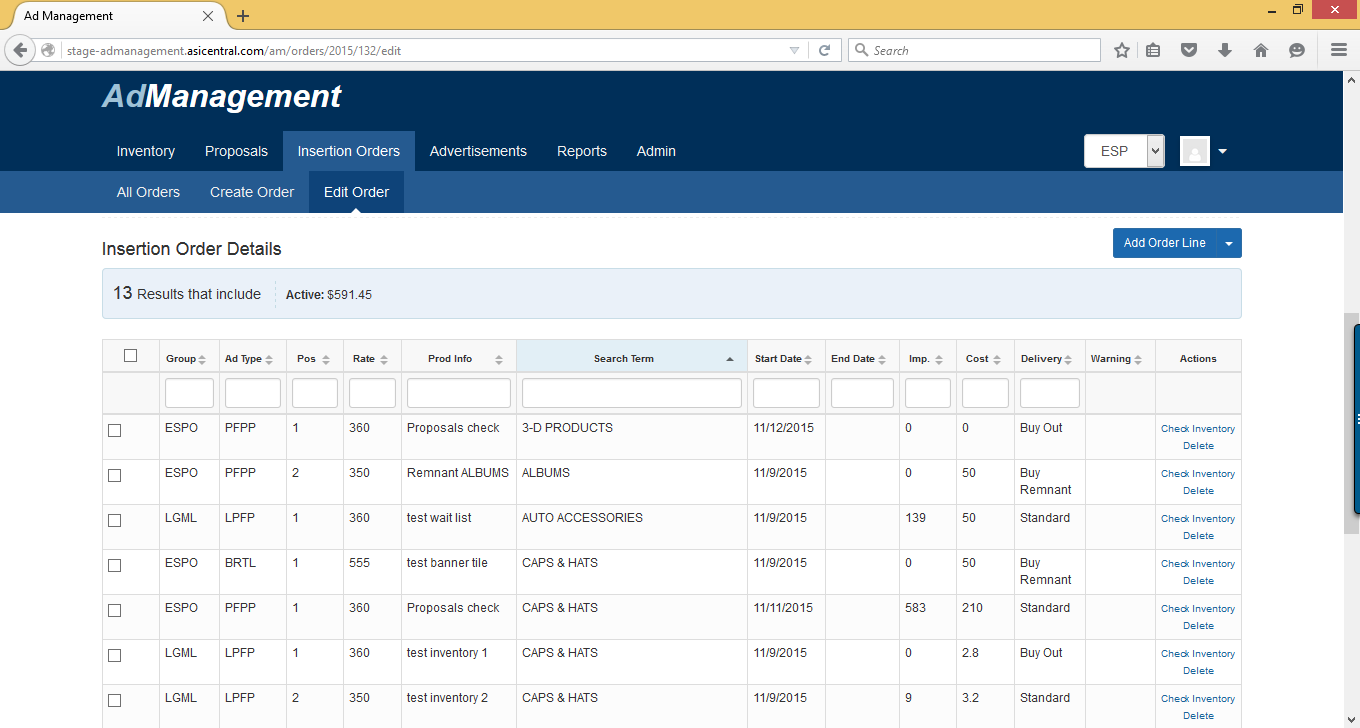 Ad Management
stage-admanagement.asicentral.com/am/orders/2015/132/edit
Search
AdManagement
Inventory Proposals Insertion Orders Advertisements Reports Admin ESP
All Orders Create Order Edit Order
Insertion Order Details Add Order Line
13 Results that include Active: $591.45
Group Ad Type Pos Rate Prod Info Search Term Start Date End Date Imp. Cost Delivery Warning Actions
ESPO PFPP 1 360 Proposals check 3-D PRODUCTS 11/12/2015 0 0 Buy Out Check Inventory
Delete
ESPO PFPP 2 350 Remnant ALBUMS ALBUMS 11/9/2015 0 50 Buy Check Inventory
Remnant Delete
LGML LPFP 1 360 test wait list AUTO ACCESSORIES 11/9/2015 139 50 Standard Check Inventory
Delete
ESPO BRTL 1 555 test banner tile CAPS & HATS 11/9/2015 0 50 Buy Check Inventory
Remnant Delete
ESPO PFPP 1 360 Proposals check CAPS & HATS 11/11/2015 583 210 Standard Check Inventory
Delete
LGML LPFP 1 360 test inventory 1 CAPS & HATS 11/9/2015 0 2.8 Buy Out Check Inventory
Delete
LGML LPFP 2 350 test inventory 2 CAPS & HATS 11/9/2015 9 3.2 Standard Check Inventory
Delete